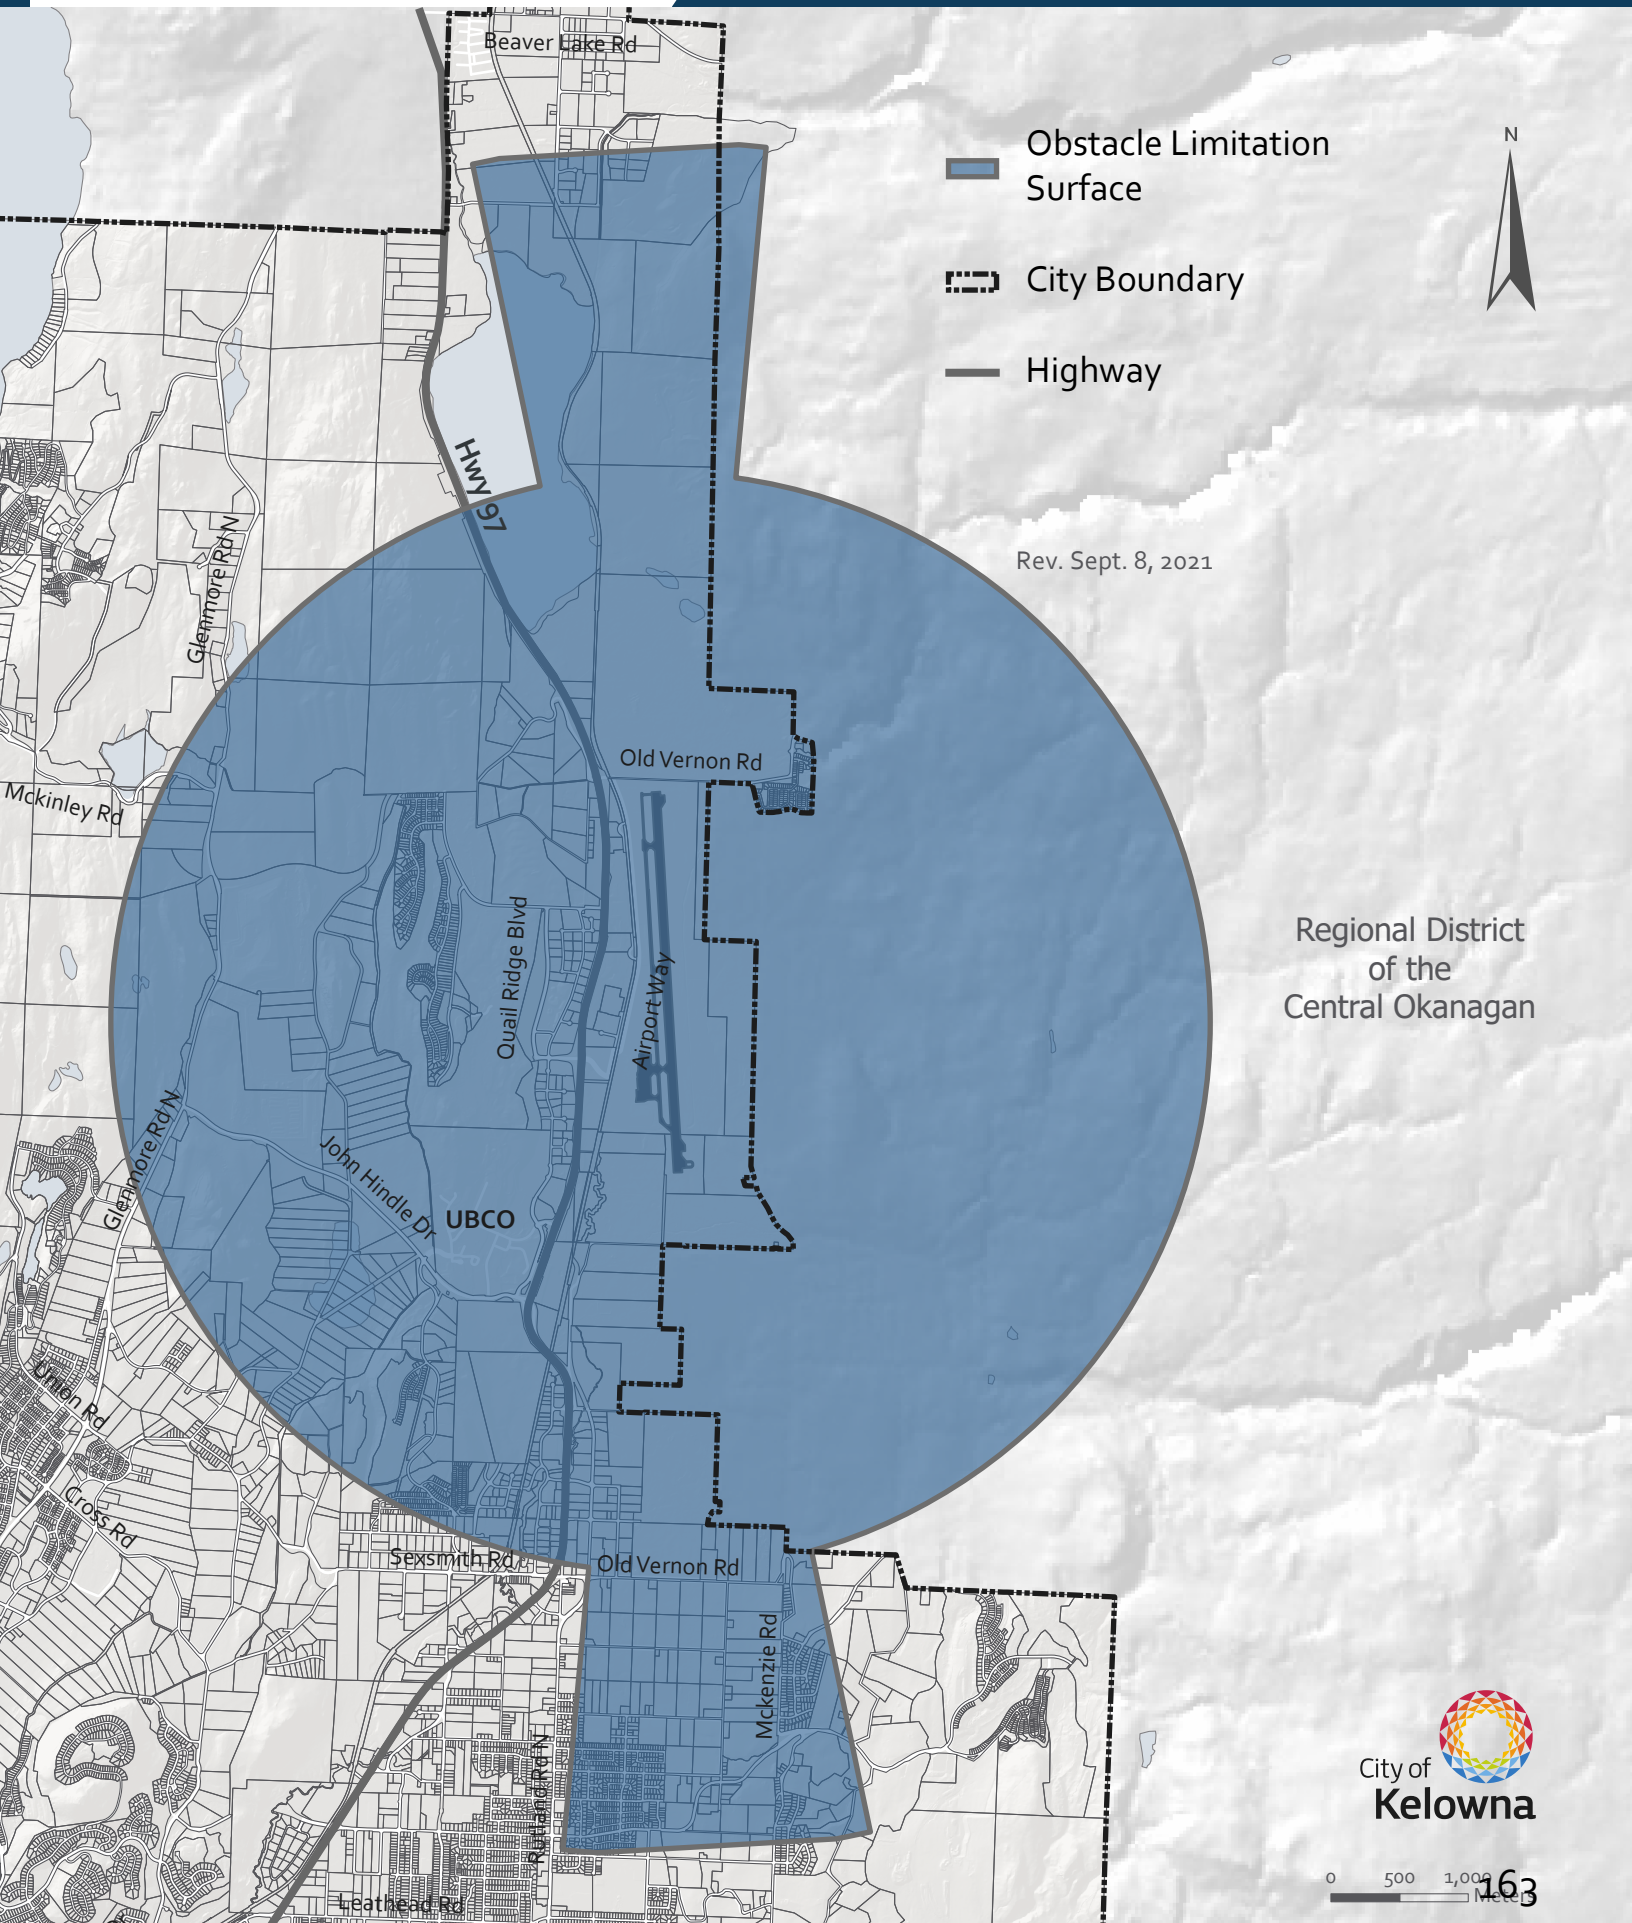 Beaver Lake Rd
Obstacle Limitation
Surface
N
City Boundary
Highway
Hwy 97
Rev. Sept. 8, 2021
Glenmore Rd N
Old Vernon Rd
Mckinley Rd
Quail Ridge Blvd
Airport Way
Regional District
of the
Central Okanagan
Glenmore Rd N
John Hindle Dr
UBCO
Union Rd
Cross Rd
Sexsmith Rd
Old Vernon Rd
Mckenzie Rd
Rutland Rd N
City of
Kelowna
Leathead Rd
0 500 1,000
Meters
163